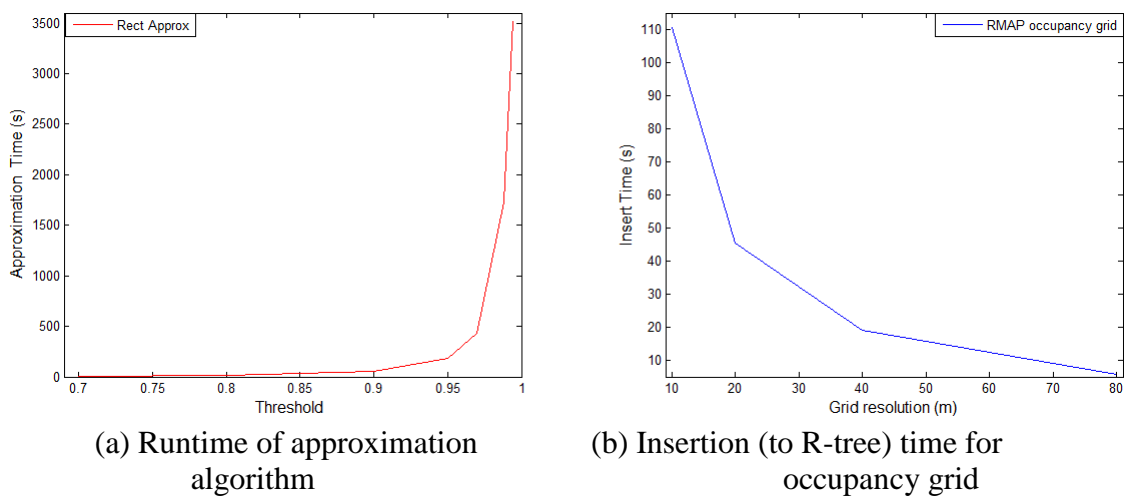 Rect Approx
3500
3000
2500
2000
1500
1000
500
0
Approximation Time (s)
0.7 0.75 0.8 0.85 0.9 0.95 1
Threshold
(a) Runtime of approximation
algorithm
RMAP occupancy grid
110
100
90
80
70
60
50
40
30
20
10
Insert Time (s)
10 20 30 40 50 60 70 80
Grid resolution (m)
(b) Insertion (to R-tree) time for
occupancy grid